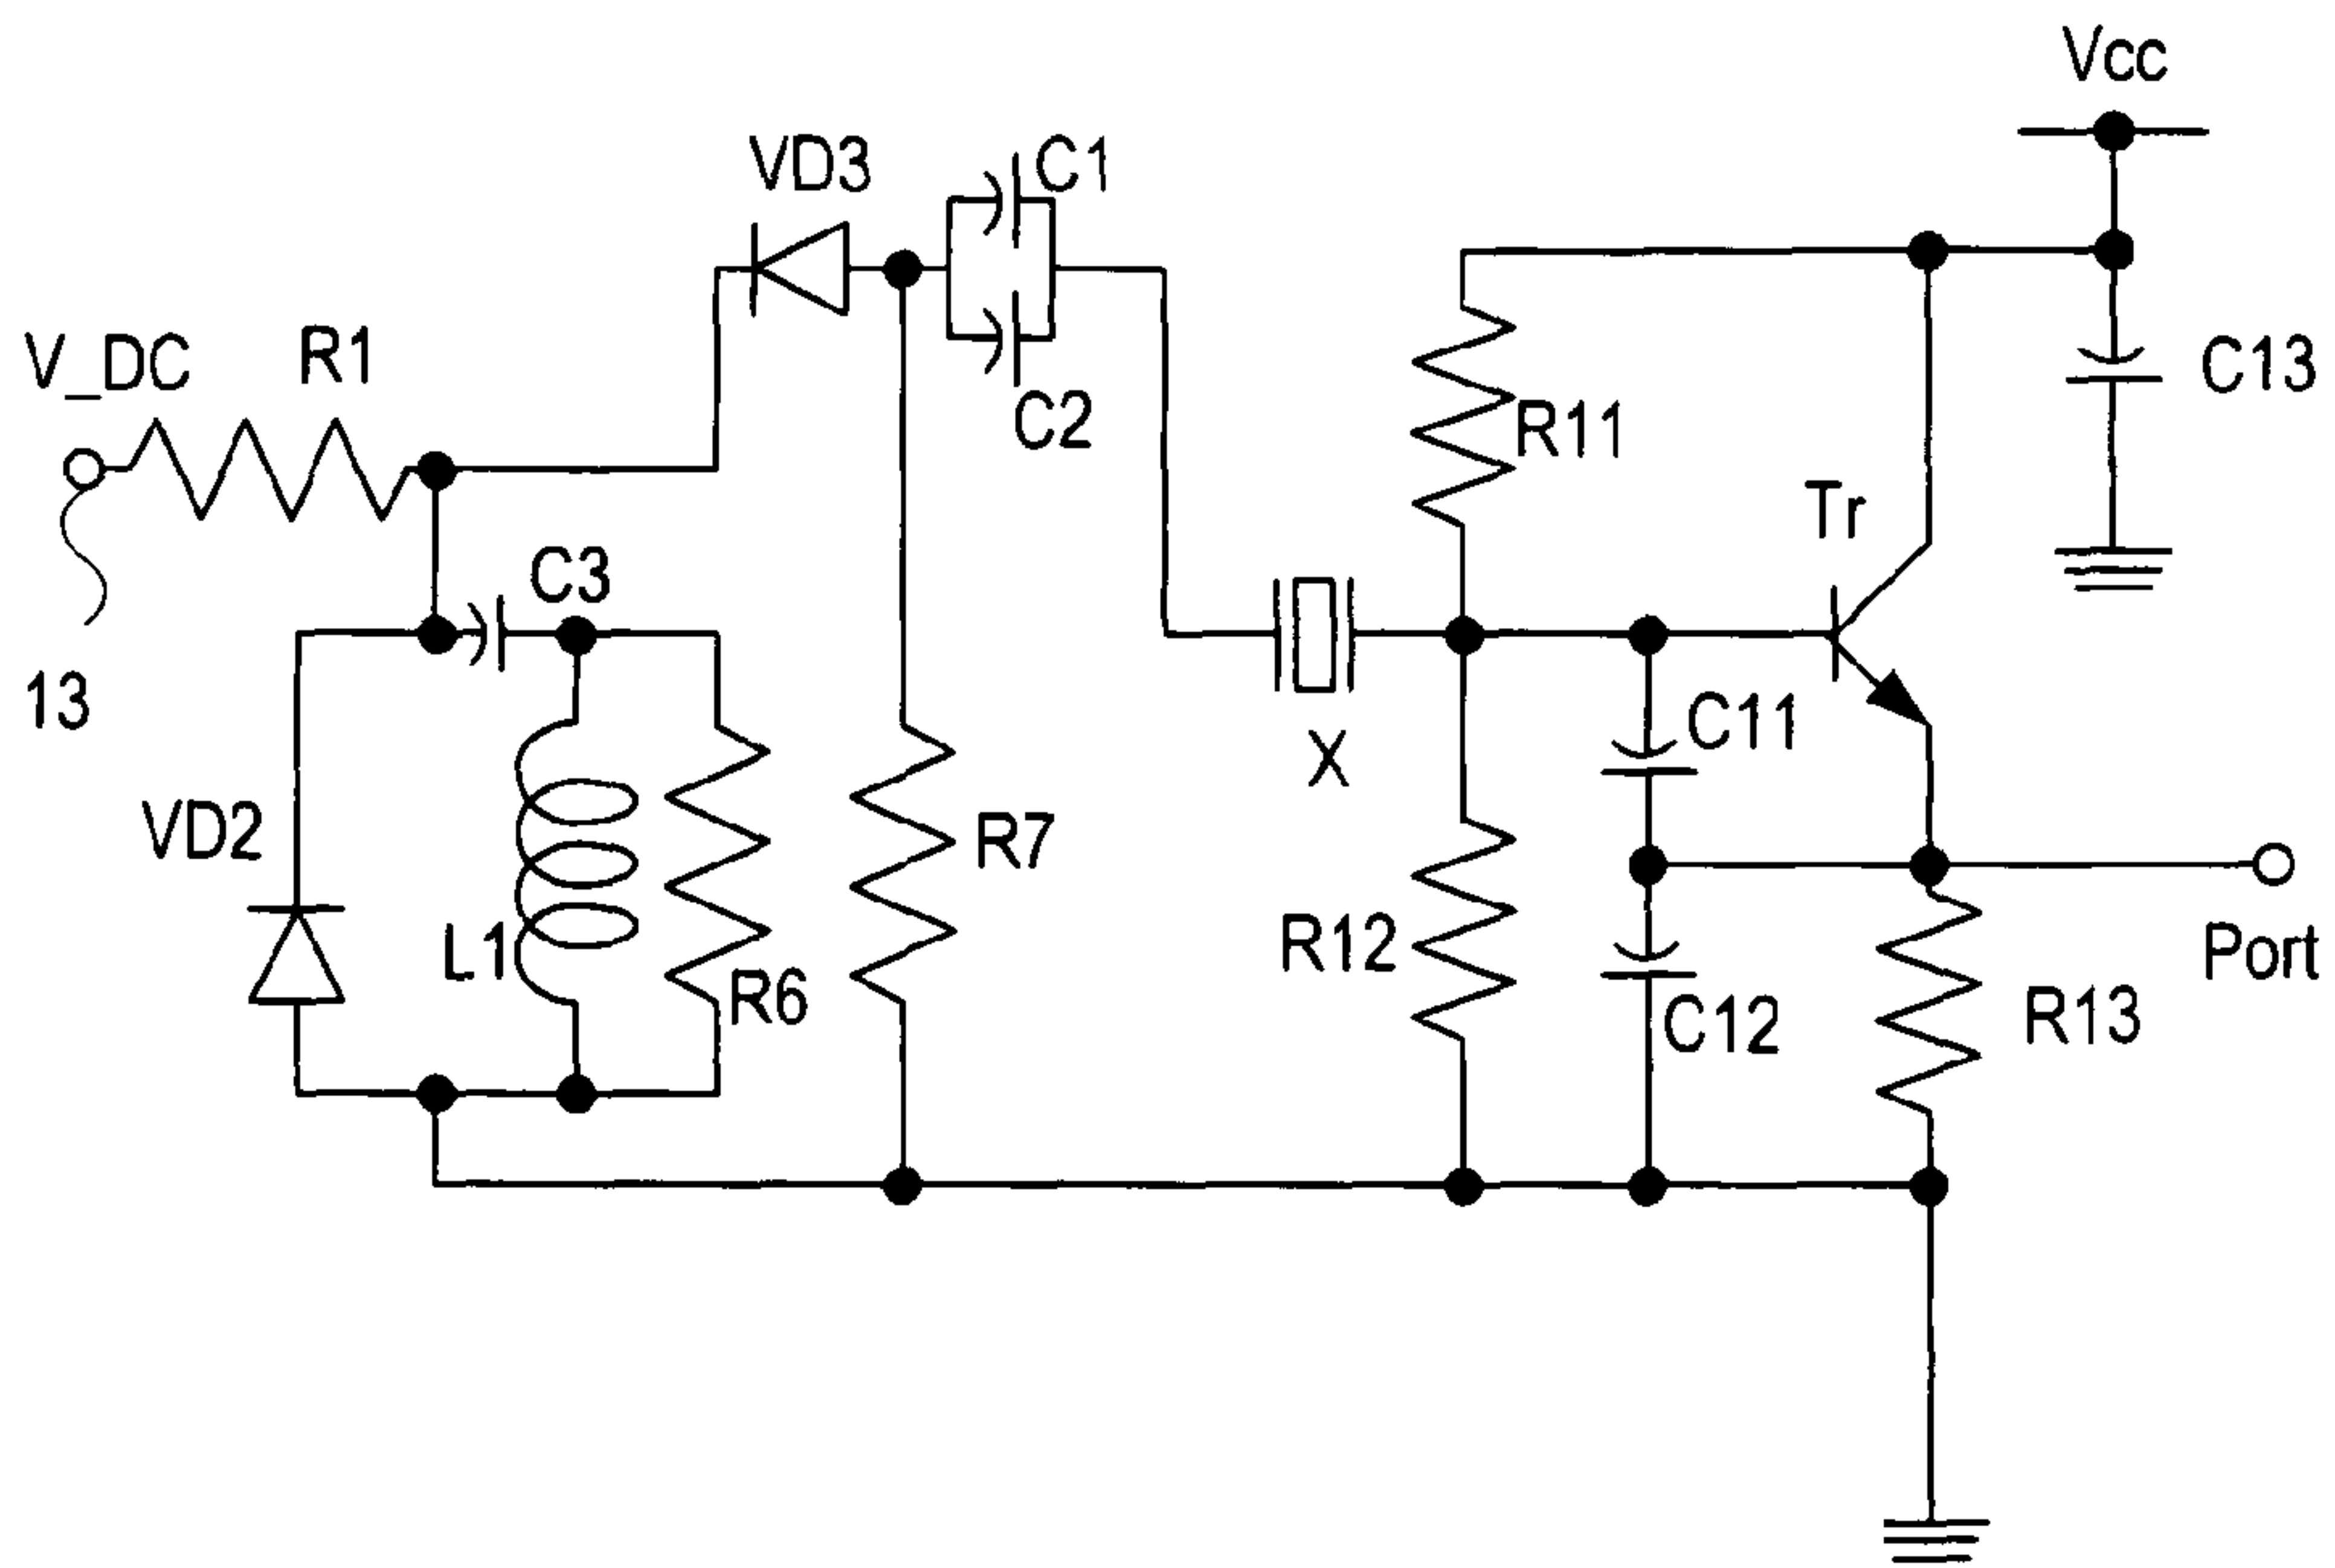 Vcc
VD3
C1
V_DC
R1
C2
R11
C13
Tr
C3
13
X
C11
VD2
L1
R6
R7
R12
C12
R13
Port